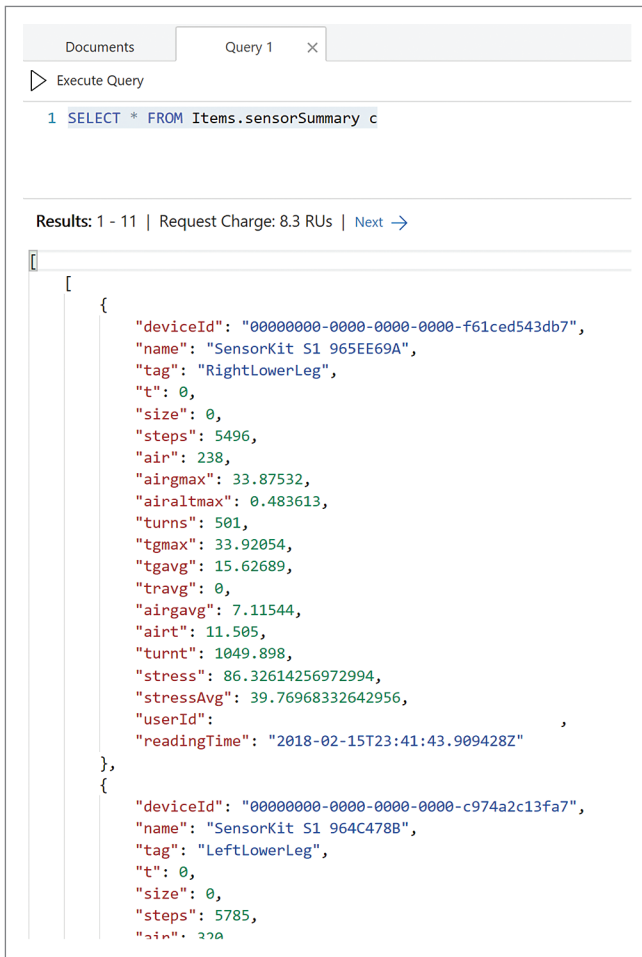 Documents
Query 1
Execute Query
1 SELECT * FROM Items.sensorSummary c
Results: 1 - 11 | Request Charge: 8.3 RUs | Next →
[
[
{
"deviceId": "00000000-0000-0000-0000-f61ced543db7",
"name": "SensorKit S1 965EE69A",
"tag": "RightLowerLeg",
"t": 0,
"size": 0,
"steps": 5496,
"air": 238,
"airgmax": 33.87532,
"airaltmax": 0.483613,
"turns": 501,
"tgmax": 33.92054,
"tgavg": 15.62689,
"travg": 0,
"airgavg": 7.11544,
"airt": 11.505,
"turnt": 1049.898,
"stress": 86.32614256972994,
"stressAvg": 39.76968332642956,
"userId": ,
"readingTime": "2018-02-15T23:41:43.909428Z"
},
{
"deviceId": "00000000-0000-0000-0000-c974a2c13fa7",
"name": "SensorKit S1 964C478B",
"tag": "LeftLowerLeg",
"t": 0,
"size": 0,
"steps": 5785,
"air": 320